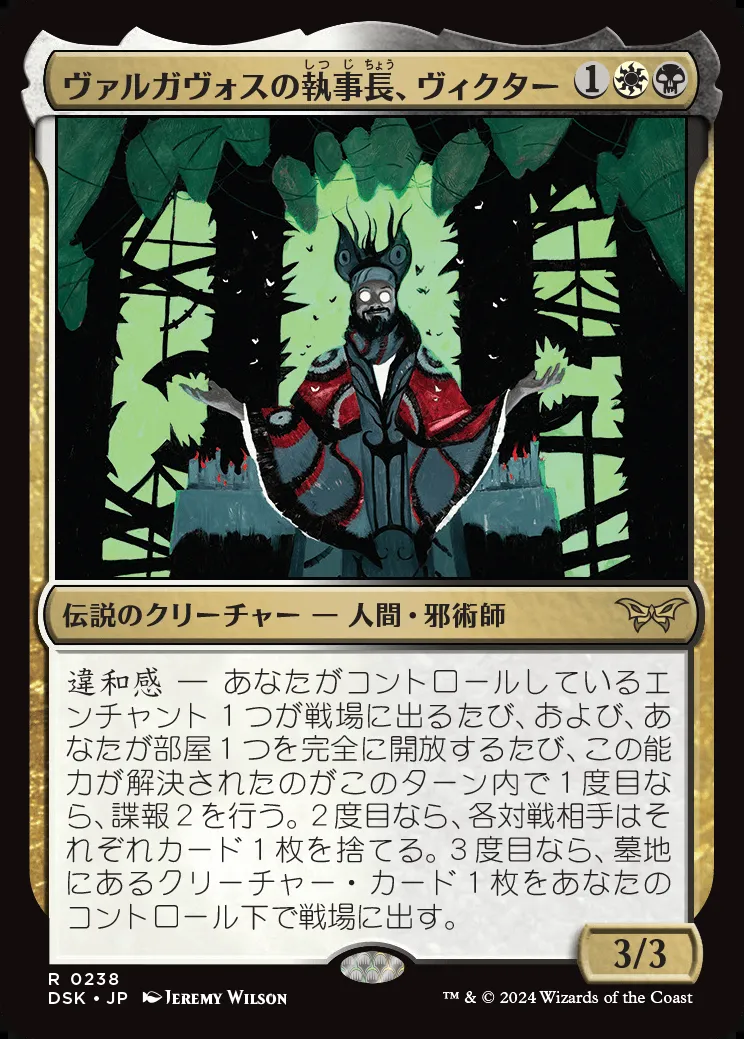 ヴァルガヴォスの執事長、ヴィクター 1
しつじちょう
伝説のクリーチャー — 人間・邪術師
違和感 — あなたがコントロールしているエ
ンチャント１つが戦場に出るたび、および、あ
なたが部屋１つを完全に開放するたび、この能
力が解決されたのがこのターン内で１度目な
ら、諜報２を行う。２度目なら、各対戦相手はそ
れぞれカード１枚を捨てる。３度目なら、墓地
にあるクリーチャー・カード１枚をあなたの
コントロール下で戦場に出す。
3/3
R 0238
DSK • JP Jeremy Wilson
™ & © 2024 Wizards of the Coast